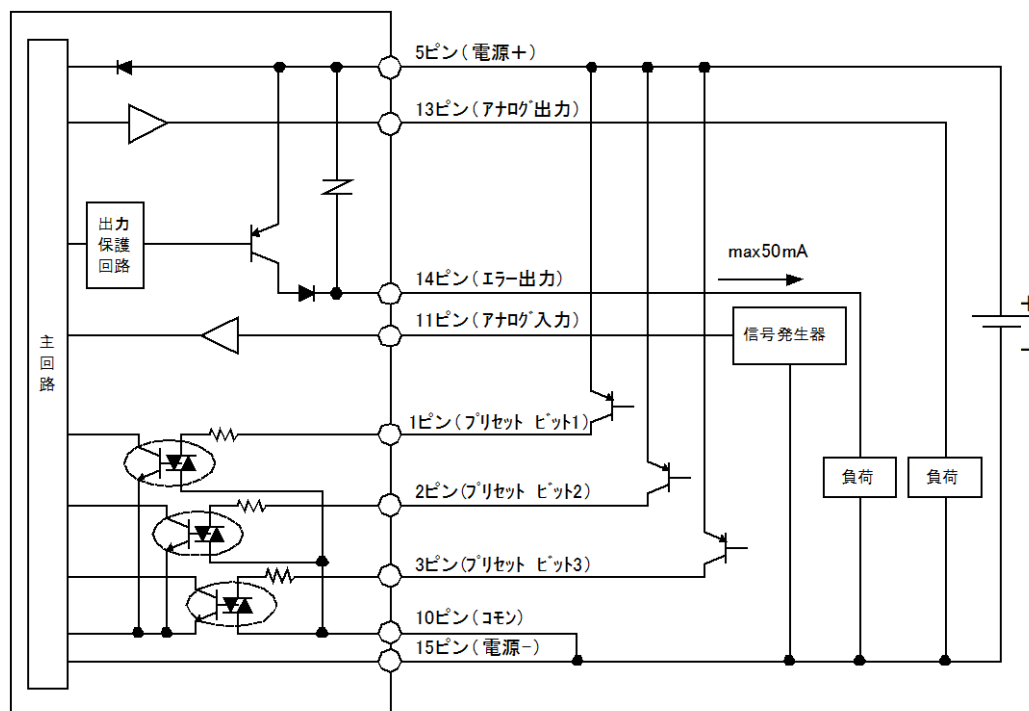 5ピン(電源+)
13ピン(アナログ出力)
出力
保護
回路
max50mA
14ピン(エラー出力)
11ピン(アナログ入力)
信号発生器
+
-
主
回
路
1ピン(プリセット ビット1)
2ピン(プリセット ビット2)
負荷
負荷
3ピン(プリセット ビット3)
10ピン(コモン)
15ピン(電源-)